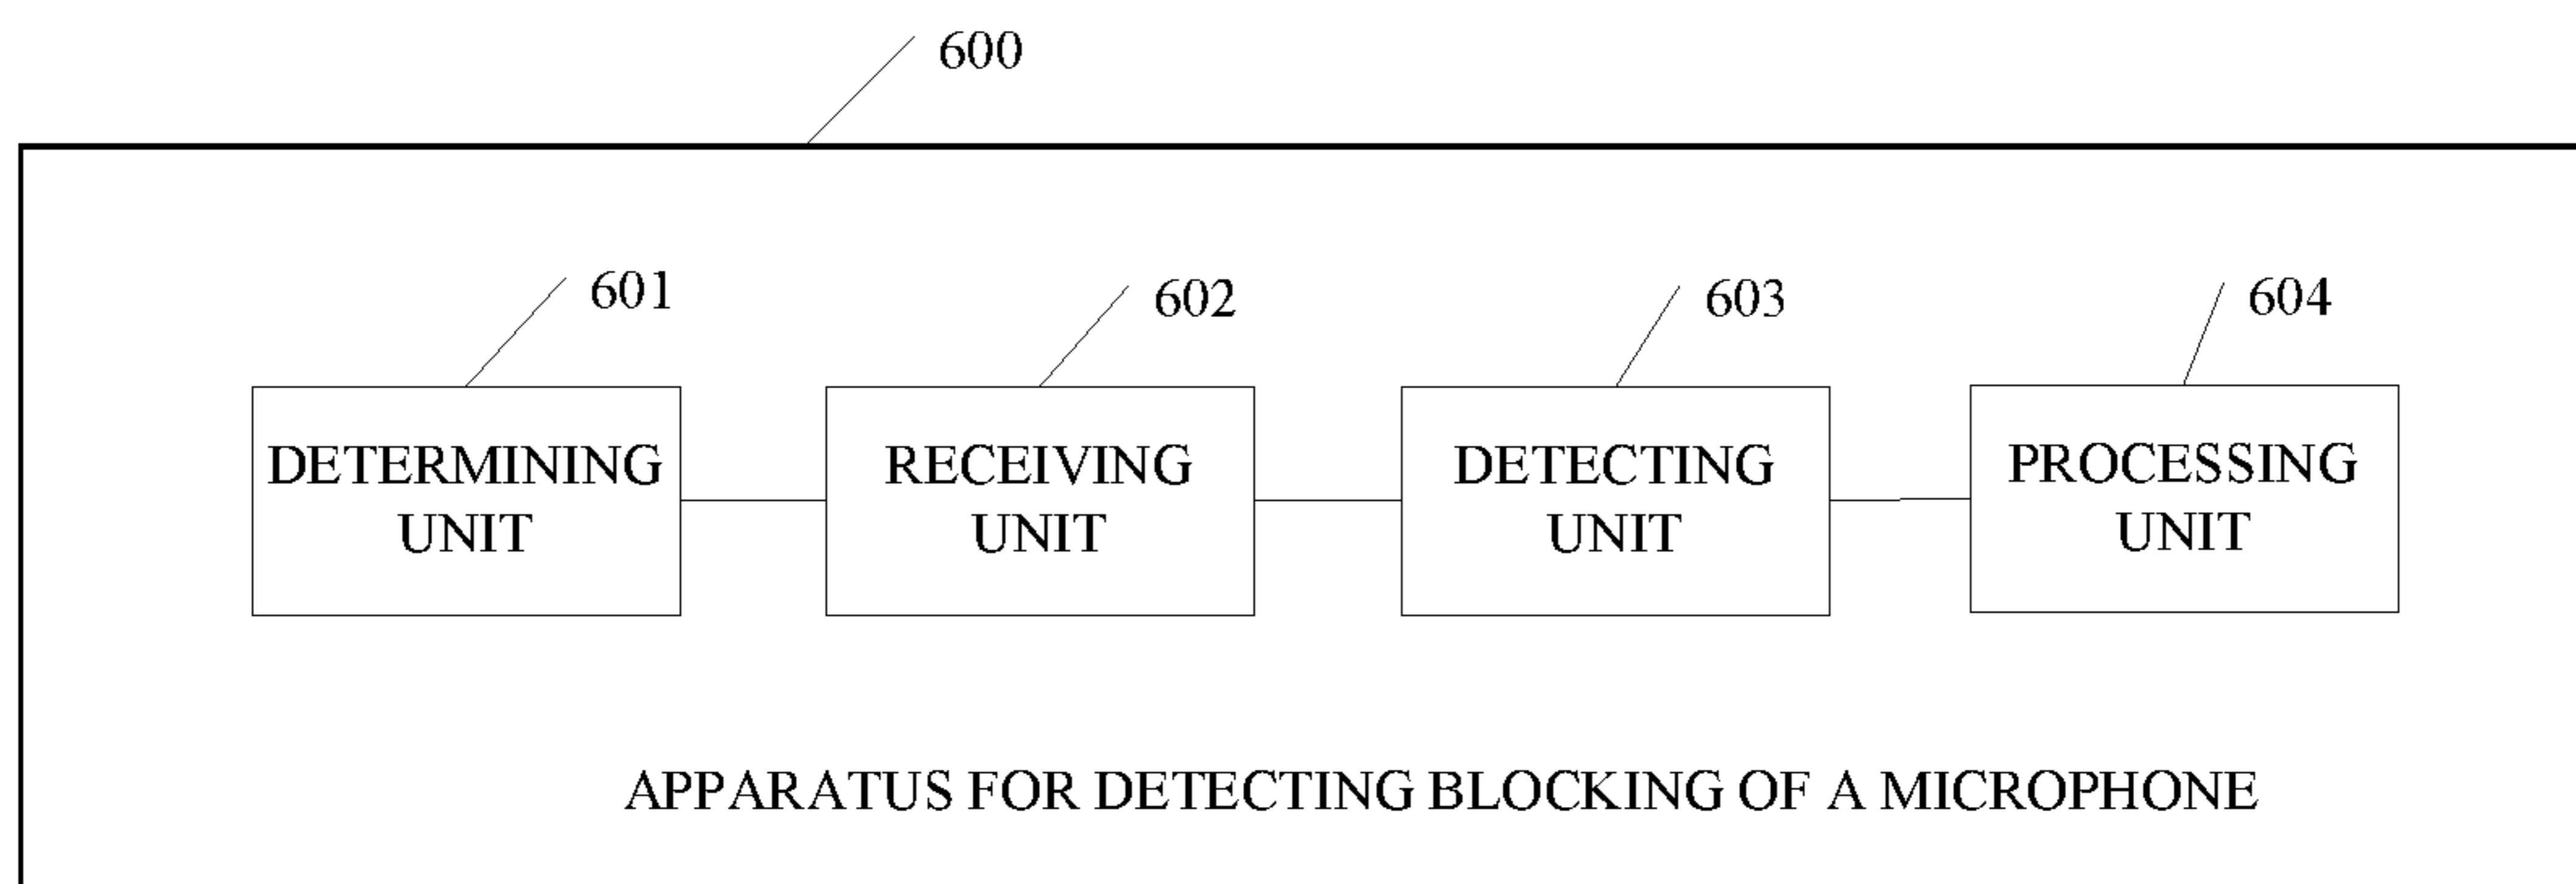 600
601
602
603
604
DETERMINING
UNIT
RECEIVING
UNIT
DETECTING
UNIT
PROCESSING
UNIT
APPARATUS FOR DETECTING BLOCKING OF A MICROPHONE